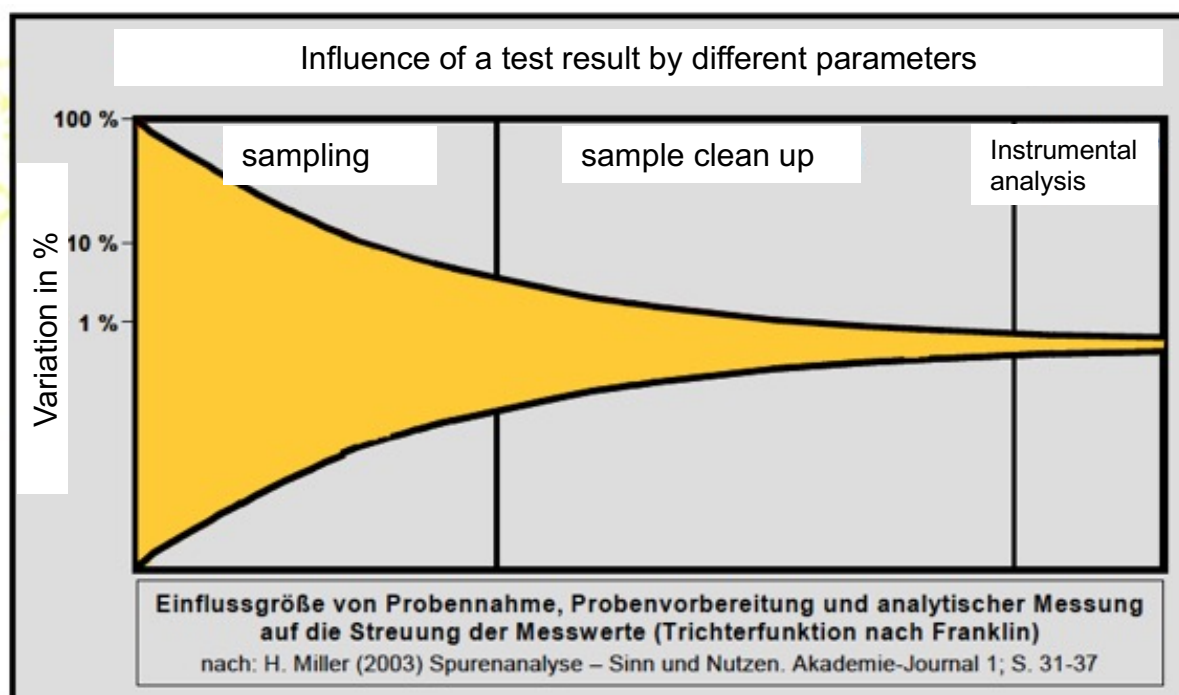 Influence of a test result by different parameters
100 %
sampling
sample clean up
Instrumental
analysis
10 %
1 %
Variation in %
Einflussgröße von Probennahme, Probenvorbereitung und analytischer Messung
auf die Streuung der Messwerte (Trichterfunktion nach Franklin)
nach: H. Miller (2003) Spurenanalyse – Sinn und Nutzen. Akademie-Journal 1; S. 31-37